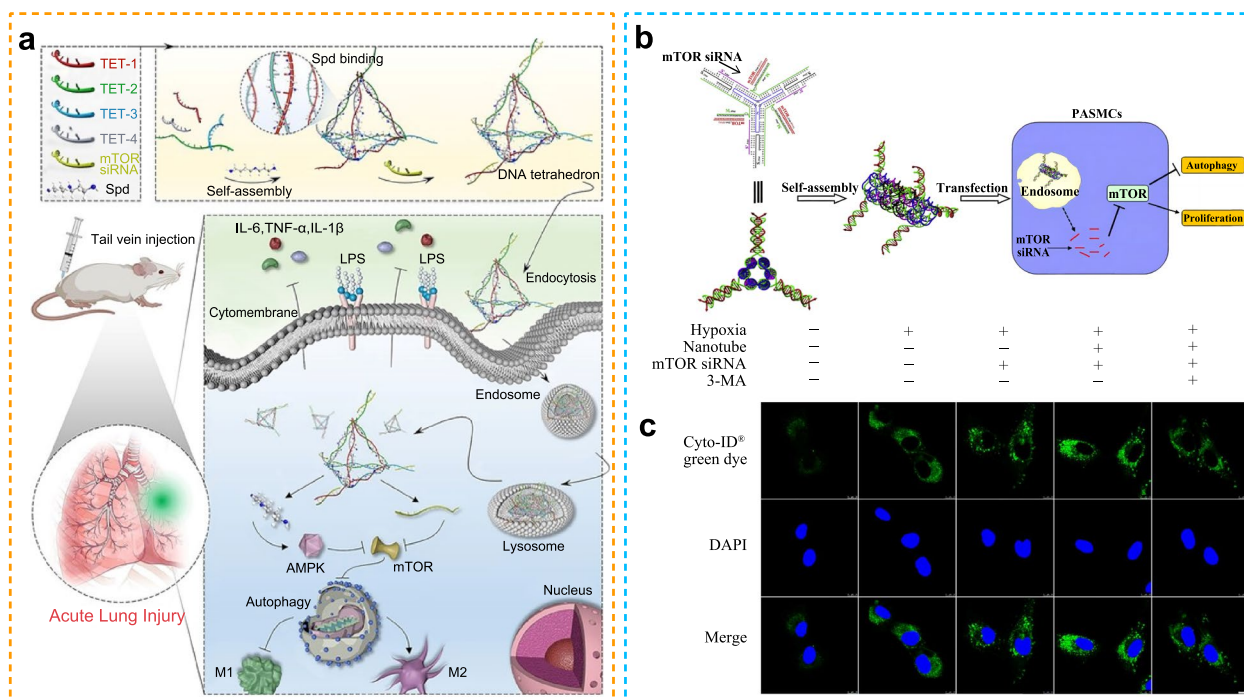 a
TET-1
TET-2
TET-3
TET-4
mTOR
siRNA
Spd
Spd binding
Self-assembly
DNA tetrahedron
Tail vein injection
IL-6,TNF-α,IL-1β
LPS
LPS
Endocytosis
Cytomembrane
Endosome
Lysosome
AMPK
mTOR
Autophagy
Nucleus
M1
M2
Acute Lung Injury
b
mTOR siRNA
Self-assembly
Transfection
PASMCs
Endosome
mTOR
mTOR
siRNA
Autophagy
Proliferation
Hypoxia − + + + +
Nanotube − − − + +
mTOR siRNA − − + + +
3-MA − − − − +
c
Cyto-ID®
green dye
DAPI
Merge